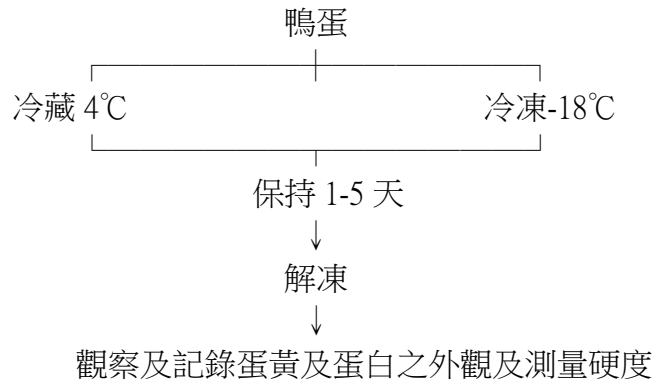 鴨蛋
冷藏 4℃ 冷凍-18℃
保持 1-5 天
解凍
觀察及記錄蛋黃及蛋白之外觀及測量硬度